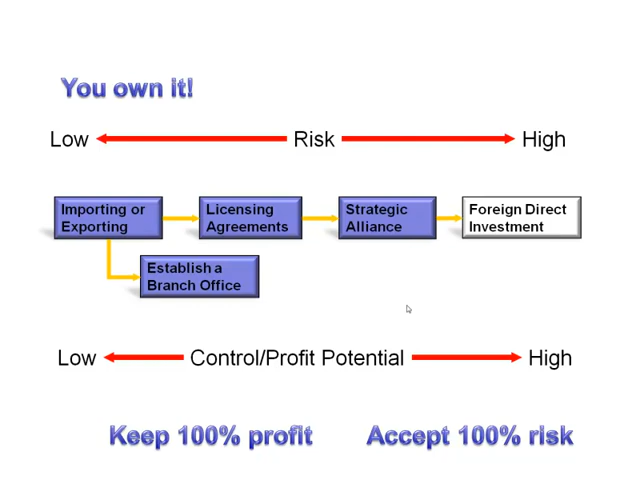 You own it!
Low Risk High
Importing or
Exporting
Licensing
Agreements
Strategic
Alliance
Foreign Direct
Investment
Establish a
Branch Office
Low Control/Profit Potential High
Keep 100% profit Accept 100% risk